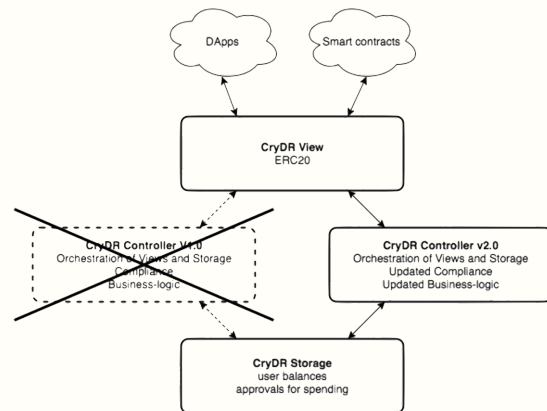 DApps
Smart contracts
CryDR View
ERC20
CryDR Controller V1.0
Orchestration of Views and Storage
Compliance
Business-logic
CryDR Controller v2.0
Orchestration of Views and Storage
Updated Compliance
Updated Business-logic
CryDR Storage
user balances
approvals for spending